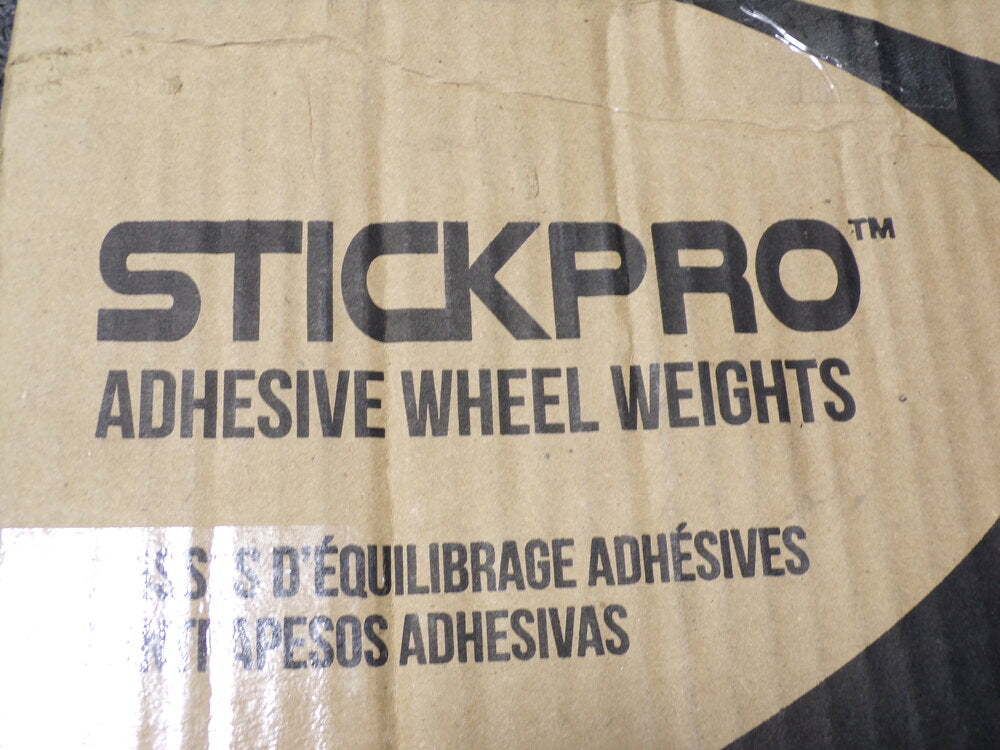 STICKPRO™
ADHESIVE WHEEL WEIGHTS
D'ÉQUILIBRAGE ADHÉSIVES
ADHESIVAS